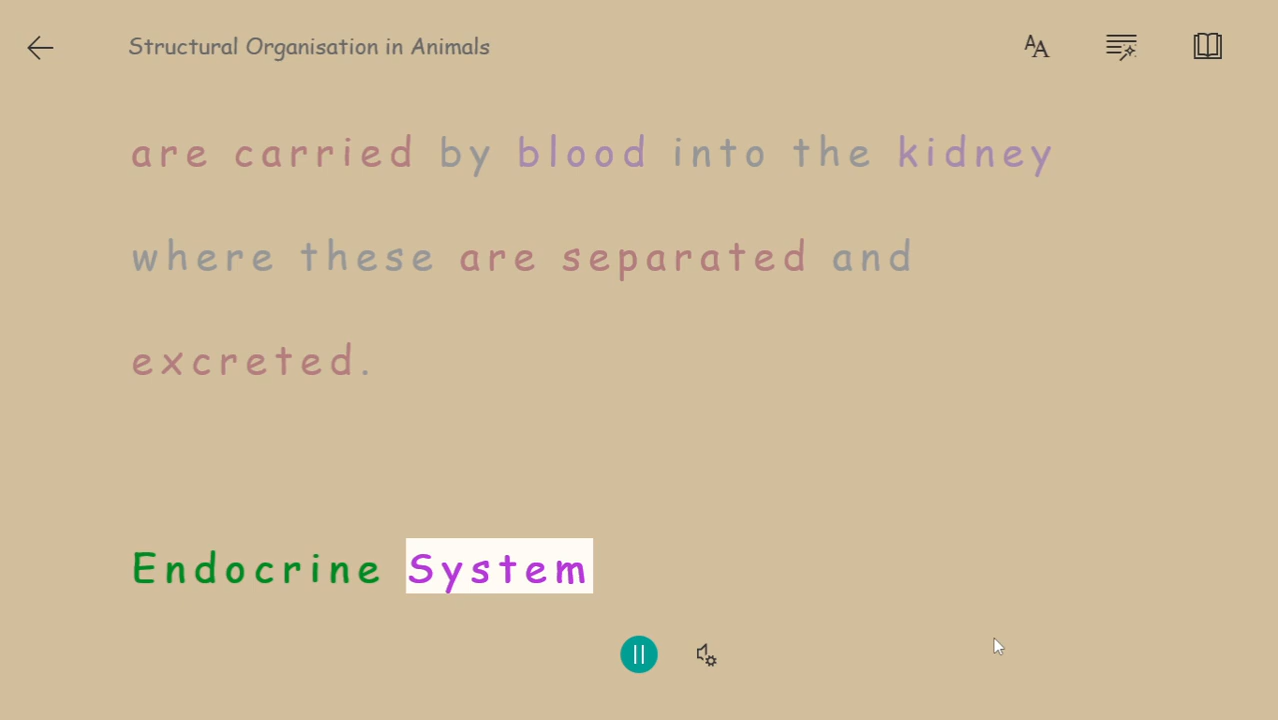 Structural Organisation in Animals
are carried by blood into the kidney
where these are separated and
excreted.
Endocrine System